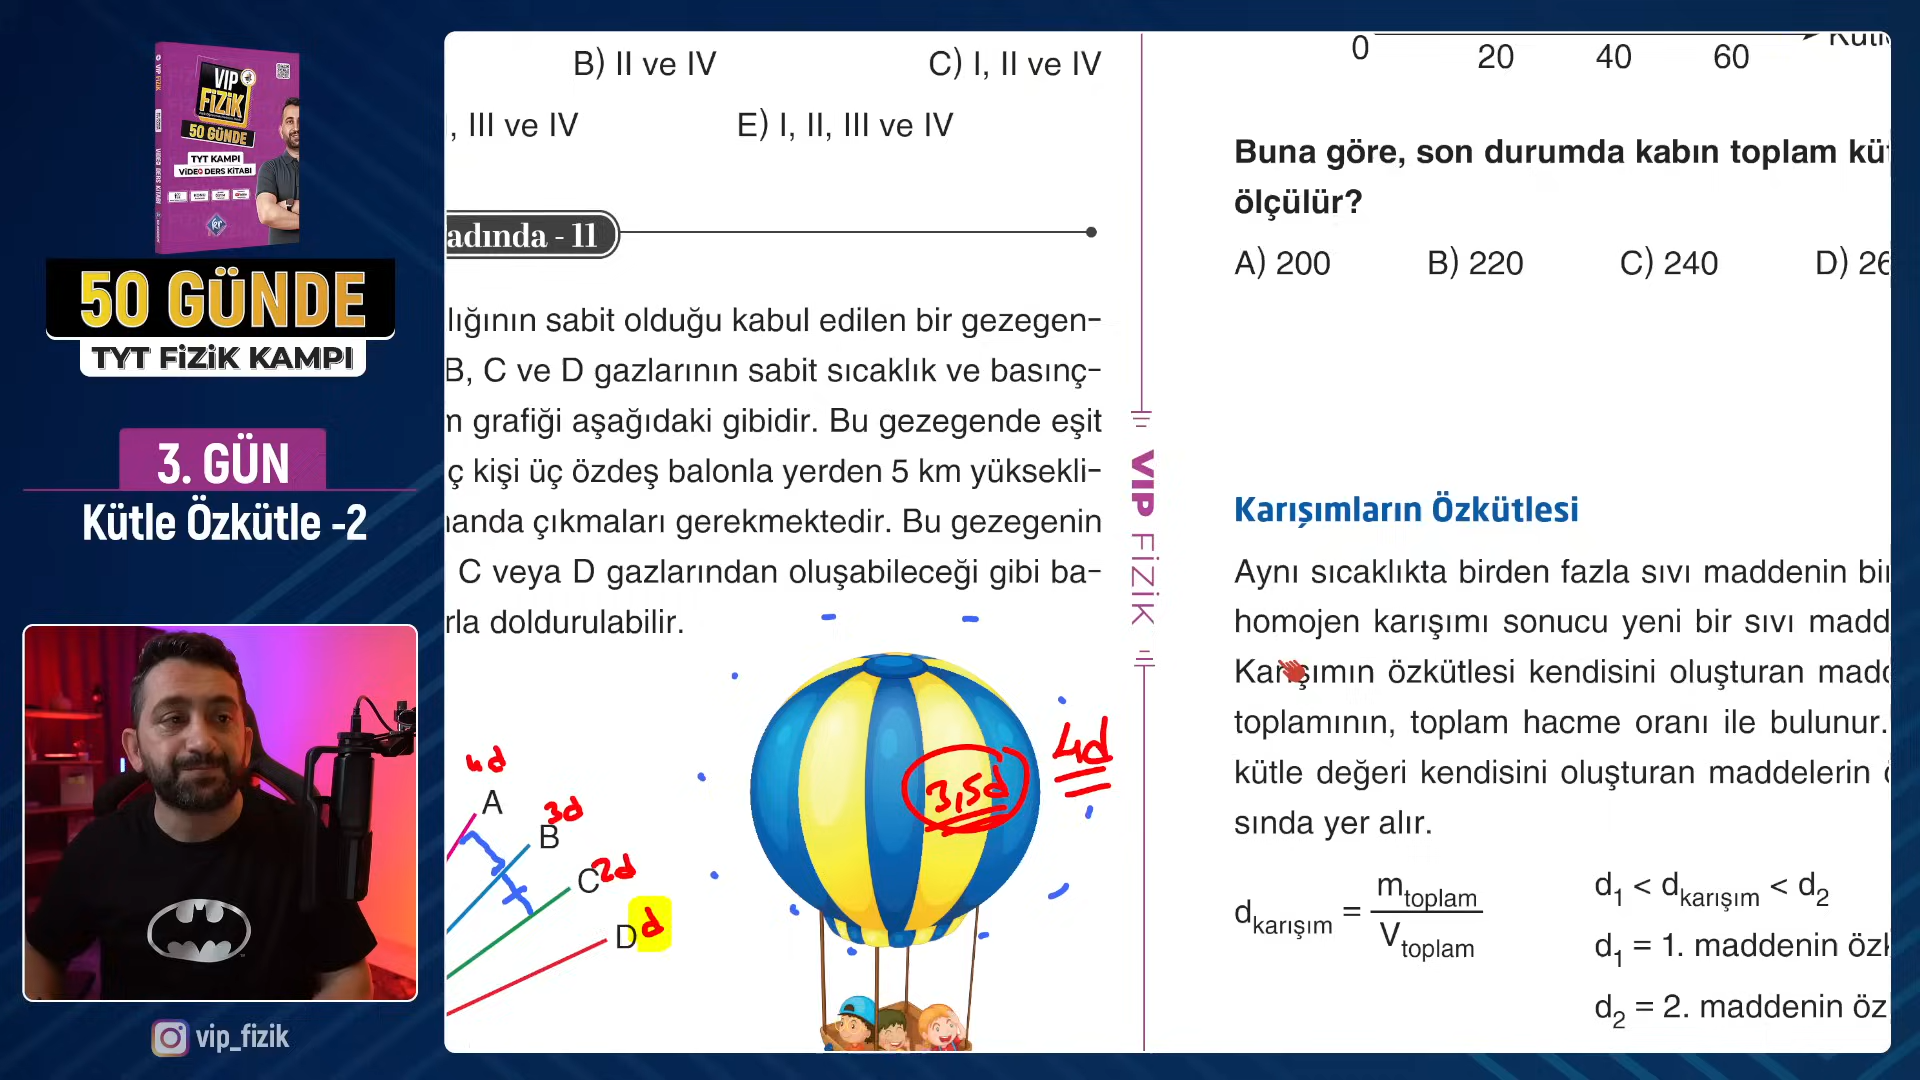 VIP
FİZİK
50 GÜNDE
TYT KAMPI
VİDEO DERS KİTABI
50 GÜNDE
TYT FİZİK KAMPI
3. GÜN
Kütle Özkütle -2
vip_fizik
B) II ve IV
C) I, II ve IV
, III ve IV
E) I, II, III ve IV
adında - 11
lığının sabit olduğu kabul edilen bir gezegen-
B, C ve D gazlarının sabit sıcaklık ve basınç-
m grafiği aşağıdaki gibidir. Bu gezegende eşit
ç kişi üç özdeş balonla yerden 5 km yüksekli-
manda çıkmaları gerekmektedir. Bu gezegenin
C veya D gazlarından oluşabileceği gibi ba-
rla doldurulabilir.
4d
A
3d
B
C 2d
D d
3,5d
4d
VIP FİZİK
0 20 40 60
Buna göre, son durumda kabın toplam küt
ölçülür?
A) 200 B) 220 C) 240 D) 26
Karışımların Özkütlesi
Aynı sıcaklıkta birden fazla sıvı maddenin bir
homojen karışımı sonucu yeni bir sıvı madd
Karışımın özkütlesi kendisini oluşturan madd
toplamının, toplam hacme oranı ile bulunur.
kütle değeri kendisini oluşturan maddelerin ö
sında yer alır.
dkarışım = mtoplam / Vtoplam
d1 < dkarışım < d2
d1 = 1. maddenin özk
d2 = 2. maddenin öz